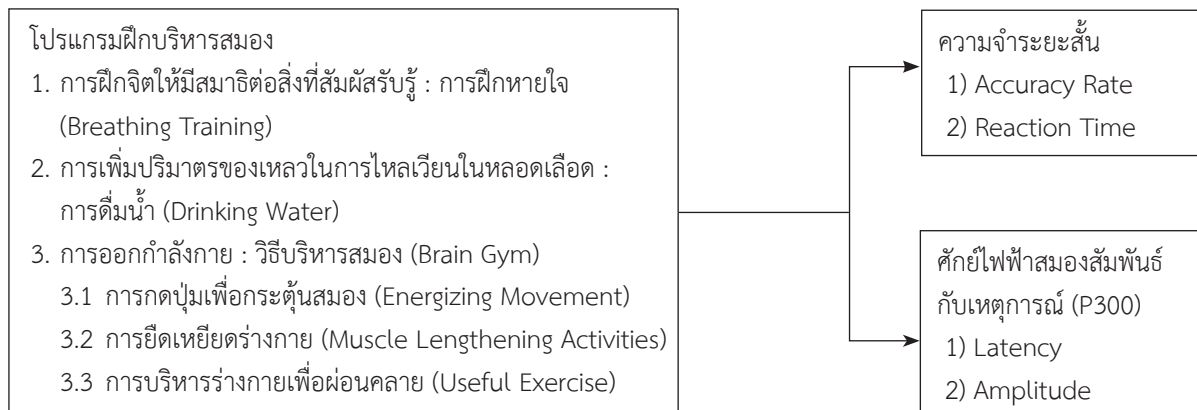 โปรแกรมฝึกบริหารสมอง
1. การฝึกจิตให้มีสมาธิต่อสิ่งที่สัมผัสรับรู้ : การฝึกหายใจ
(Breathing Training)
2. การเพิ่มปริมาตรของเหลวในการไหลเวียนในหลอดเลือด :
การดื่มน้ำ (Drinking Water)
3. การออกกำลังกาย : วิธีบริหารสมอง (Brain Gym)
3.1 การกดปุ่มเพื่อกระตุ้นสมอง (Energizing Movement)
3.2 การยืดเหยียดร่างกาย (Muscle Lengthening Activities)
3.3 การบริหารร่างกายเพื่อผ่อนคลาย (Useful Exercise)
ความจำระยะสั้น
1) Accuracy Rate
2) Reaction Time
ศักย์ไฟฟ้าสมองสัมพันธ์
กับเหตุการณ์ (P300)
1) Latency
2) Amplitude